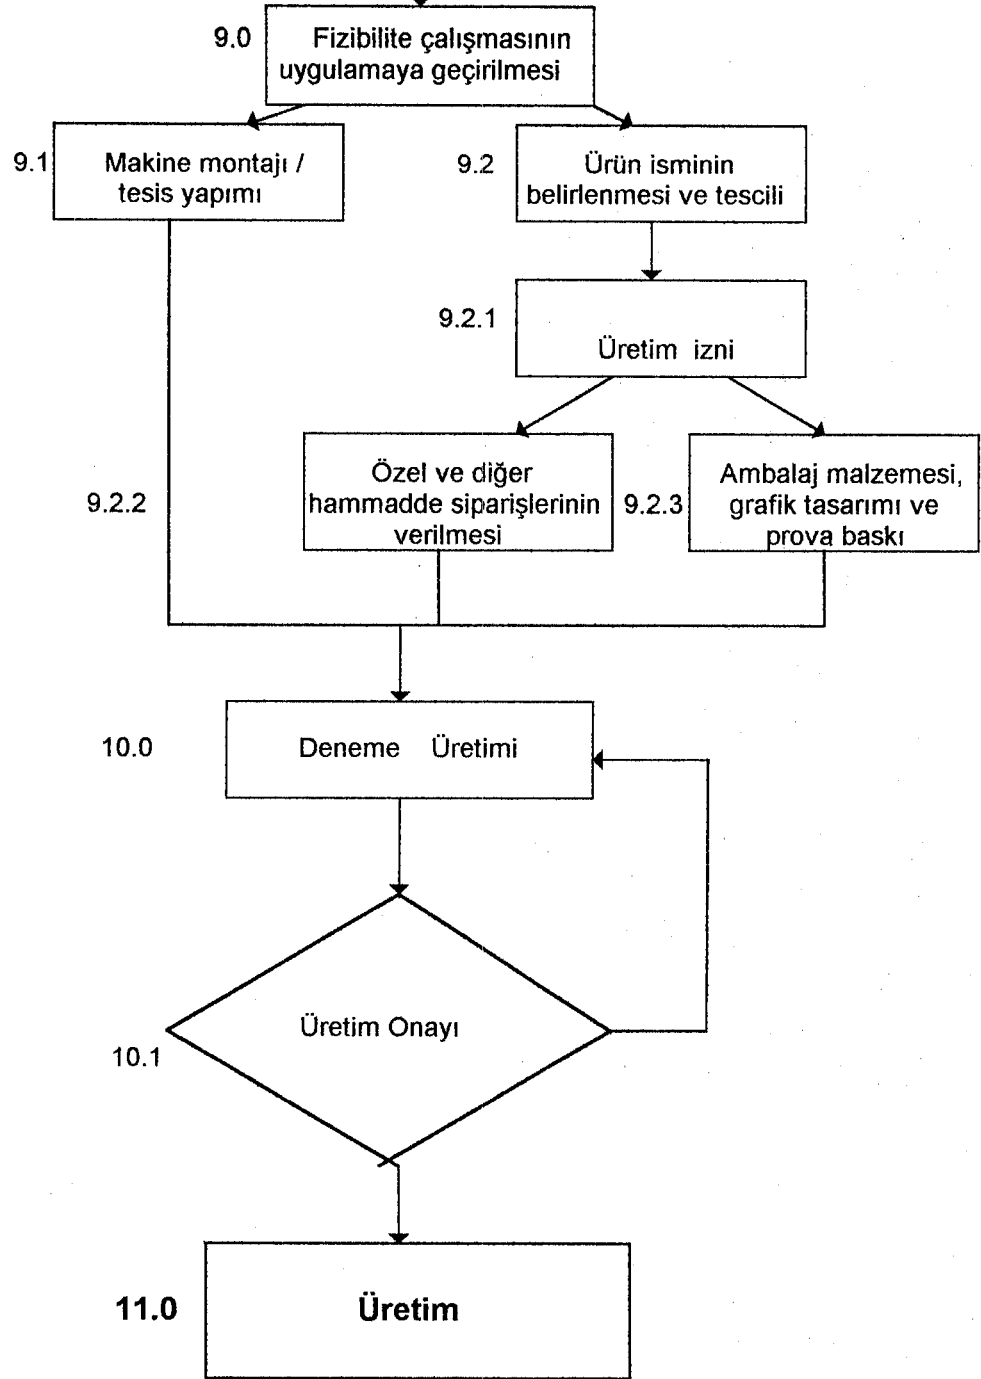 9.0
Fizibilite çalışmasının
uygulamaya geçirilmesi
9.1
Makine montajı /
tesis yapımı
9.2
Ürün isminin
belirlenmesi ve tescili
9.2.1
Üretim izni
9.2.2
Özel ve diğer
hammadde siparişlerinin
verilmesi
9.2.3
Ambalaj malzemesi,
grafik tasarımı ve
prova baskı
10.0
Deneme Üretimi
Üretim Onayı
10.1
11.0
Üretim